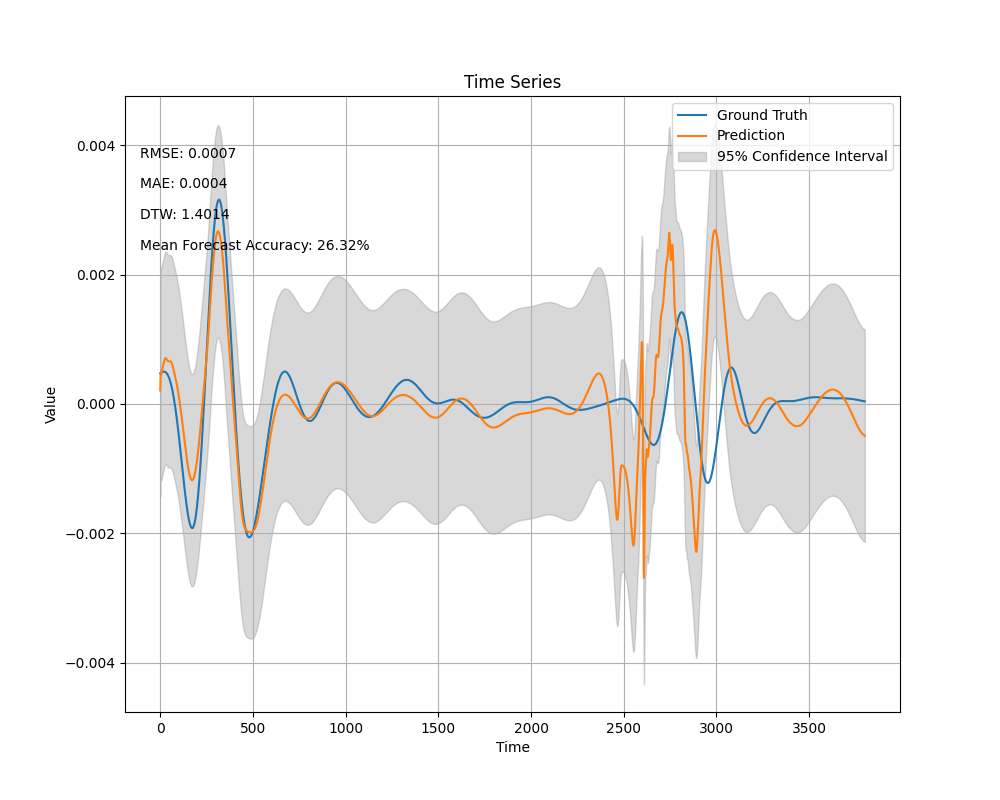 Time Series
Ground Truth
Prediction
95% Confidence Interval
RMSE: 0.0007
MAE: 0.0004
DTW: 1.4014
Mean Forecast Accuracy: 26.32%
0.004
0.002
0.000
−0.002
−0.004
Value
0 500 1000 1500 2000 2500 3000 3500
Time